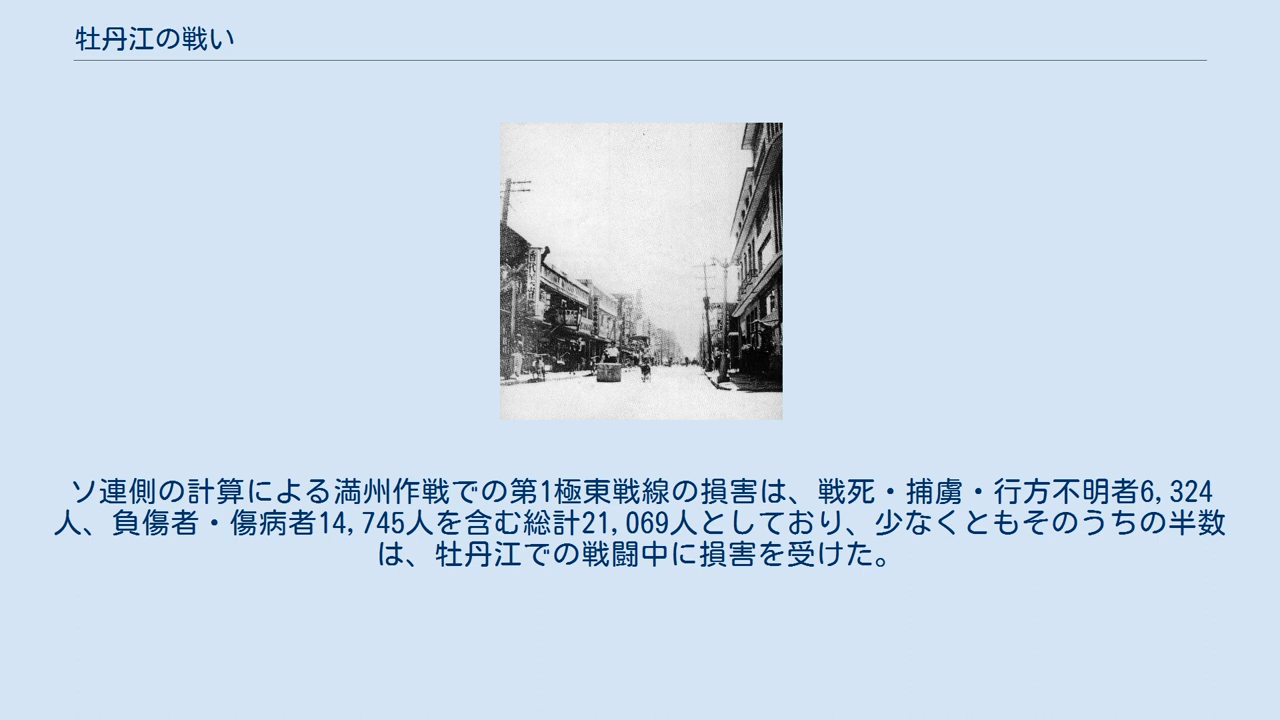 牡丹江の戦い
ソ連側の計算による満州作戦での第1極東戦線の損害は、戦死・捕虜・行方不明者6,324
人、負傷者・傷病者14,745人を含む総計21,069人としており、少なくともそのうちの半数
は、牡丹江での戦闘中に損害を受けた。